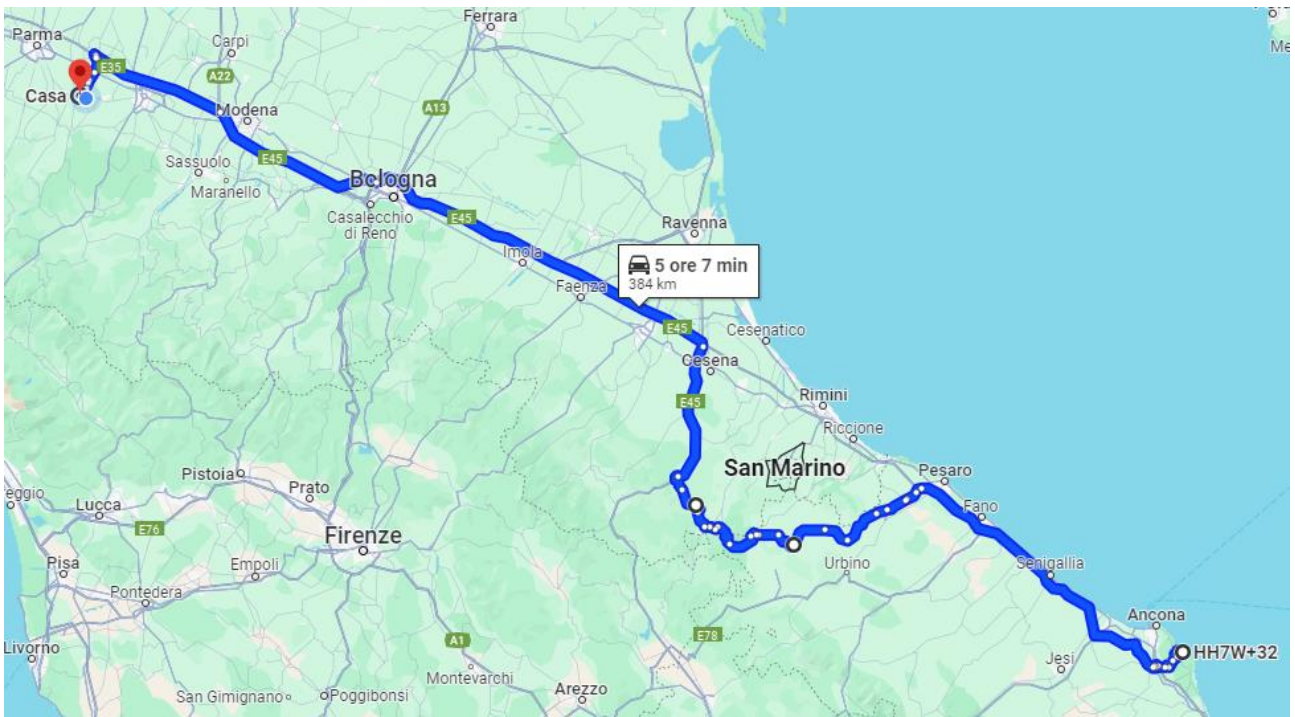 Parma
Ferrara
Carpi
E35
A22
Casa
Modena
A13
Sassuolo
Maranello
E45
Bologna
Casalecchio
di Reno
E45
Ravenna
Imola
5 ore 7 min
384 km
Faenza
E45
Cesenatico
Cesena
E45
Rimini
Riccione
San Marino
Pistoia
Prato
Pesaro
eggio
Lucca
Fano
E76
Firenze
Empoli
Urbino
Senigallia
Pisa
Pontedera
Ancona
A1
E78
HH7W+32
Livorno
Jesi
Montevarchi
San Gimignano
Poggibonsi
Arezzo
Me